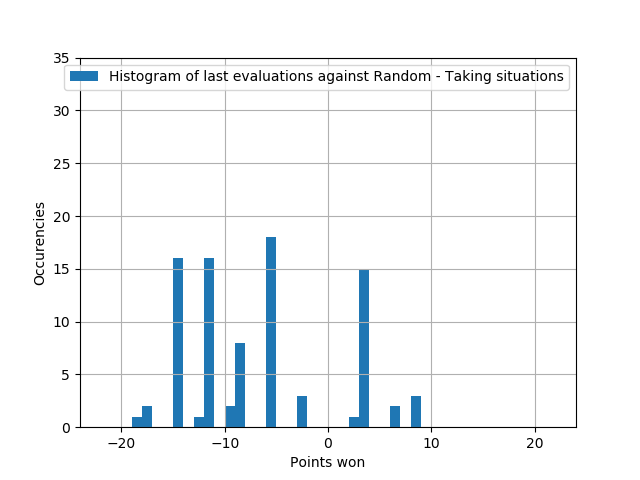 Histogram of last evaluations against Random - Taking situations
35
30
25
20
15
10
5
0
Occurencies
−20 −10 0 10 20
Points won